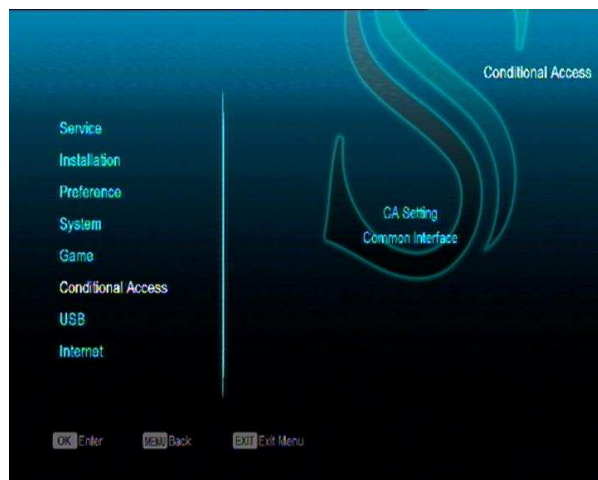 Conditional Access
Service
Installation
Preference
System
Game
Conditional Access
USB
Internet
CA Setting
Common Interface
OK Enter
MENU Back
EXIT Exit Menu